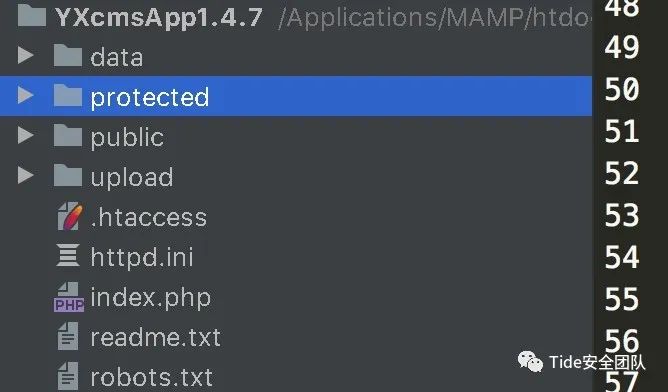 YXcmsApp1.4.7 /Applications/MAMP/htdo
data
protected
public
upload
.htaccess
httpd.ini
PHP index.php
readme.txt
robots.txt
48
49
50
51
52
53
54
55
56
57
Tide安全团队